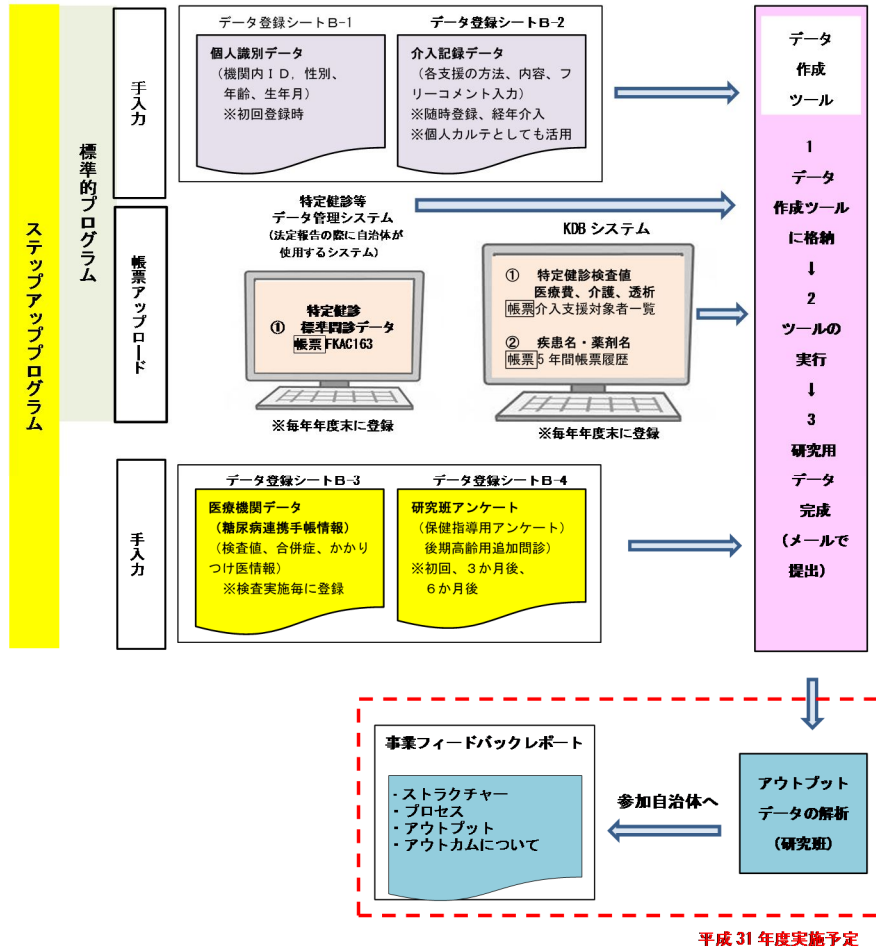 ステップアッププログラム
標準的プログラム
手入力
データ登録シートB-1
個人識別データ
（機関内ＩＤ，性別、
年齢、生年月）
※初回登録時
データ登録シートB-2
介入記録データ
（各支援の方法、内容、フ
リーコメント入力）
※随時登録、経年介入
※個人カルテとしても活用
帳票アップロード
特定健診等
データ管理システム
（法定報告の際に自治体が
使用するシステム）
特定健診
① 標準問診データ
帳票FKAC163
※毎年年度末に登録
KDB システム
① 特定健診検査値
医療費、介護、透析
帳票介入支援対象者一覧
② 疾患名・薬剤名
帳票5 年間帳票履歴
※毎年年度末に登録
手入力
データ登録シートB-3
医療機関データ
（糖尿病連携手帳情報）
（検査値、合併症、かかり
つけ医情報）
※検査実施毎に登録
データ登録シートB-4
研究班アンケート
（保健指導用アンケート）
後期高齢用追加問診）
※初回、３か月後、
６か月後
データ
作成
ツール
1
データ
作成ツール
に格納
↓
2
ツールの
実行
↓
3
研究用
データ
完成
（メールで
提出）
アウトプット
データの解析
（研究班）
参加自治体へ
事業フィードバックレポート
・ストラクチャー
・プロセス
・アウトプット
・アウトカムについて
平成 31 年度実施予定